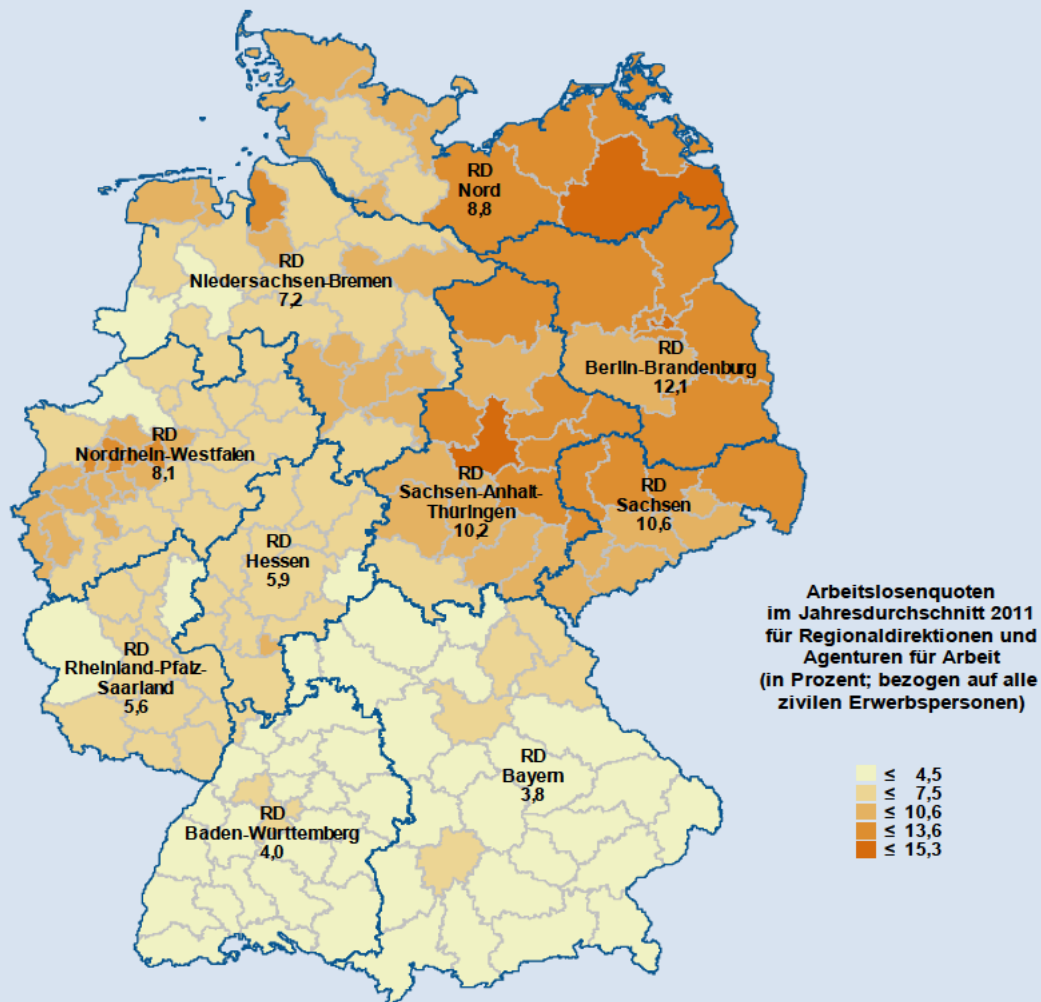 RD
Nord
8,8
RD
Niedersachsen-Bremen
7,2
RD
Berlin-Brandenburg
12,1
RD
Nordrhein-Westfalen
8,1
RD
Sachsen-Anhalt-
Thüringen
10,2
RD
Sachsen
10,6
RD
Hessen
5,9
RD
Rheinland-Pfalz-
Saarland
5,6
RD
Bayern
3,8
RD
Baden-Württemberg
4,0
Arbeitslosenquoten
im Jahresdurchschnitt 2011
für Regionaldirektionen und
Agenturen für Arbeit
(in Prozent; bezogen auf alle
zivilen Erwerbspersonen)
≤ 4,5
≤ 7,5
≤ 10,6
≤ 13,6
≤ 15,3